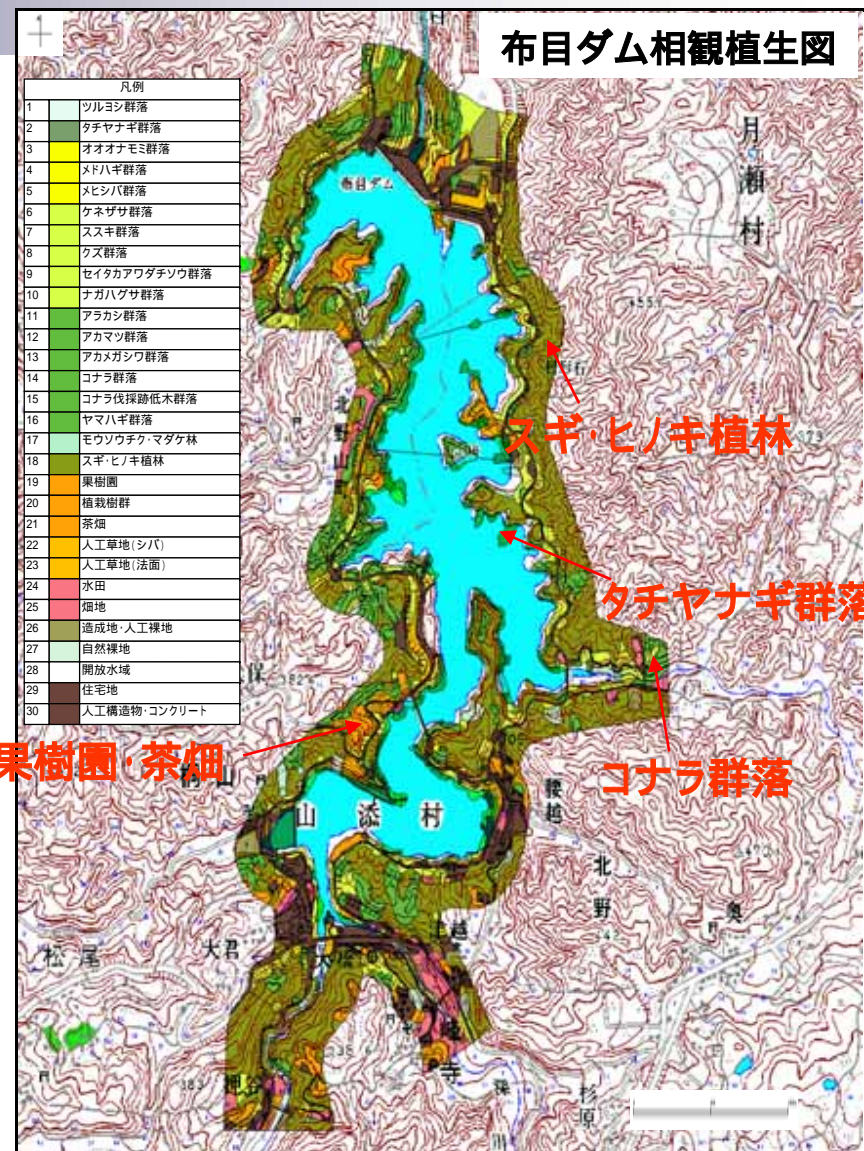 布目ダム相観植生図
凡例
1 ツルヨシ群落
2 タチヤナギ群落
3 オオオナモミ群落
4 メドハギ群落
5 メヒシバ群落
6 ケネザサ群落
7 ススキ群落
8 クズ群落
9 セイタカアワダチソウ群落
10 ナガハグサ群落
11 アラカシ群落
12 アカマツ群落
13 アカメガシワ群落
14 コナラ群落
15 コナラ伐採跡低木群落
16 ヤマハギ群落
17 モウソウチク・マダケ林
18 スギ・ヒノキ植林
19 果樹園
20 植栽樹群
21 茶畑
22 人工草地(シバ)
23 人工草地(法面)
24 水田
25 畑地
26 造成地・人工裸地
27 自然裸地
28 開放水域
29 住宅地
30 人工構造物・コンクリート
月瀬村
布目ダム
スギ・ヒノキ植林
タチヤナギ群落
果樹園・茶畑
コナラ群落
山添村
腰越
北野
奥
大君
松尾
杉原